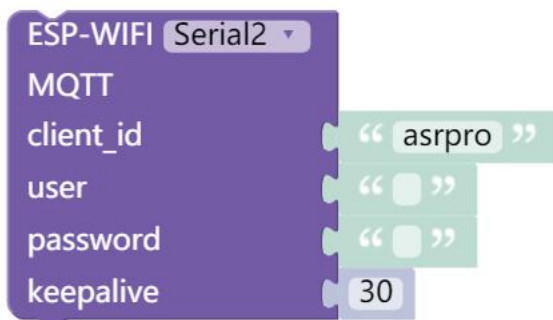 ESP-WIFI Serial2
MQTT
client_id “ asrpro ”
user “ ”
password “ ”
keepalive 30